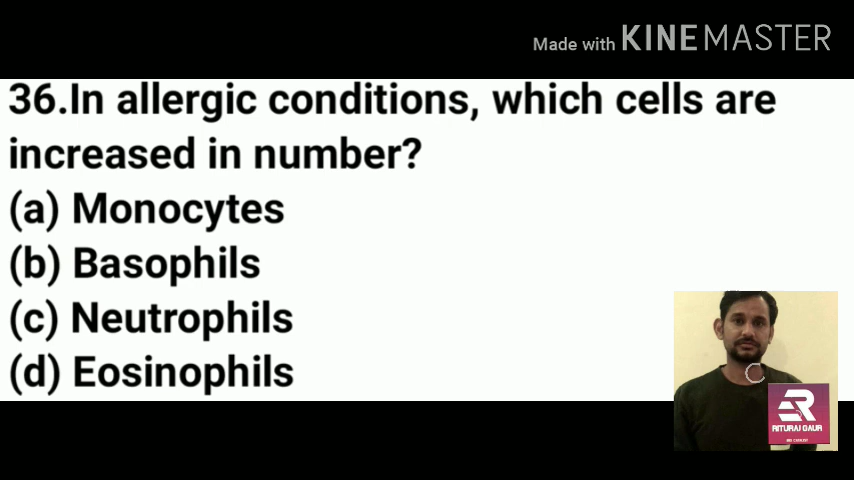 Made with KINEMASTER
36.In allergic conditions, which cells are
increased in number?
(a) Monocytes
(b) Basophils
(c) Neutrophils
(d) Eosinophils
RITURAJ GAUR